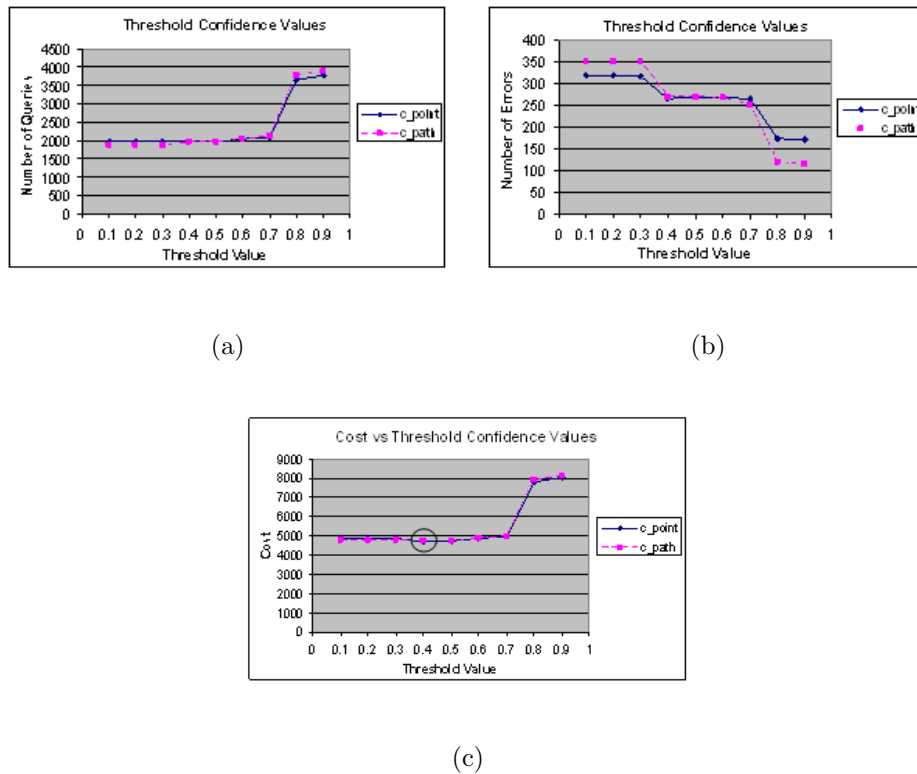 Threshold Confidence Values
4500
4000
3500
3000
2500
2000
1500
1000
500
0
Number of Queries
0 0.1 0.2 0.3 0.4 0.5 0.6 0.7 0.8 0.9 1
Threshold Value
c_point
c_path
(a)
Threshold Confidence Values
400
350
300
250
200
150
100
50
0
Number of Errors
0 0.1 0.2 0.3 0.4 0.5 0.6 0.7 0.8 0.9 1
Threshold Value
c_point
c_path
(b)
Cost vs Threshold Confidence Values
9000
8000
7000
6000
5000
4000
3000
2000
1000
0
Cost
0 0.1 0.2 0.3 0.4 0.5 0.6 0.7 0.8 0.9 1
Threshold Value
c_point
c_path
(c)